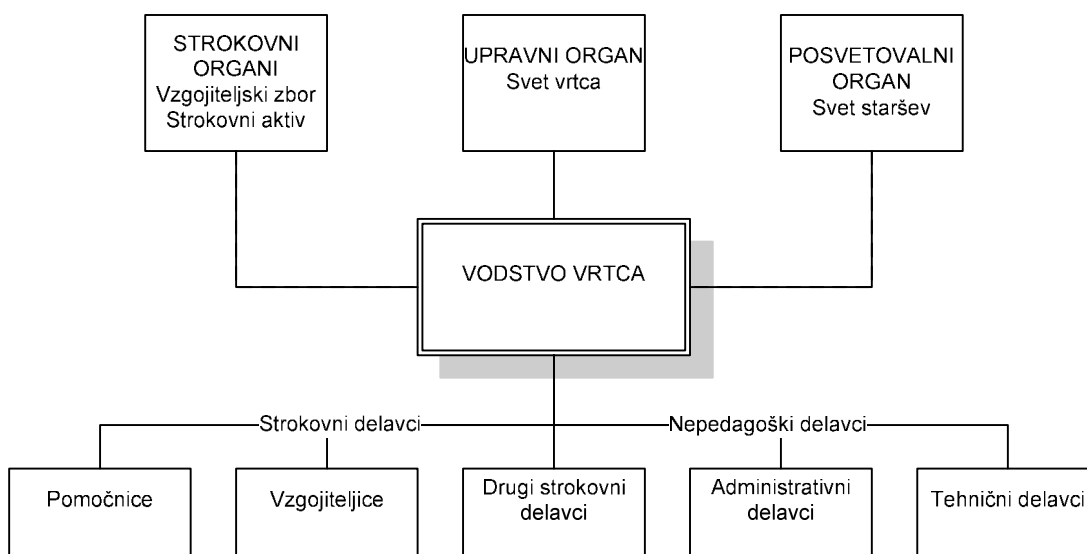 STROKOVNI
ORGANI
Vzgojiteljski zbor
Strokovni aktiv
UPRAVNI ORGAN
Svet vrtca
POSVETOVALNI
ORGAN
Svet staršev
VODSTVO VRTCA
Strokovni delavci
Nepedagoški delavci
Pomočnice
Vzgojiteljice
Drugi strokovni
delavci
Administrativni
delavci
Tehnični delavci